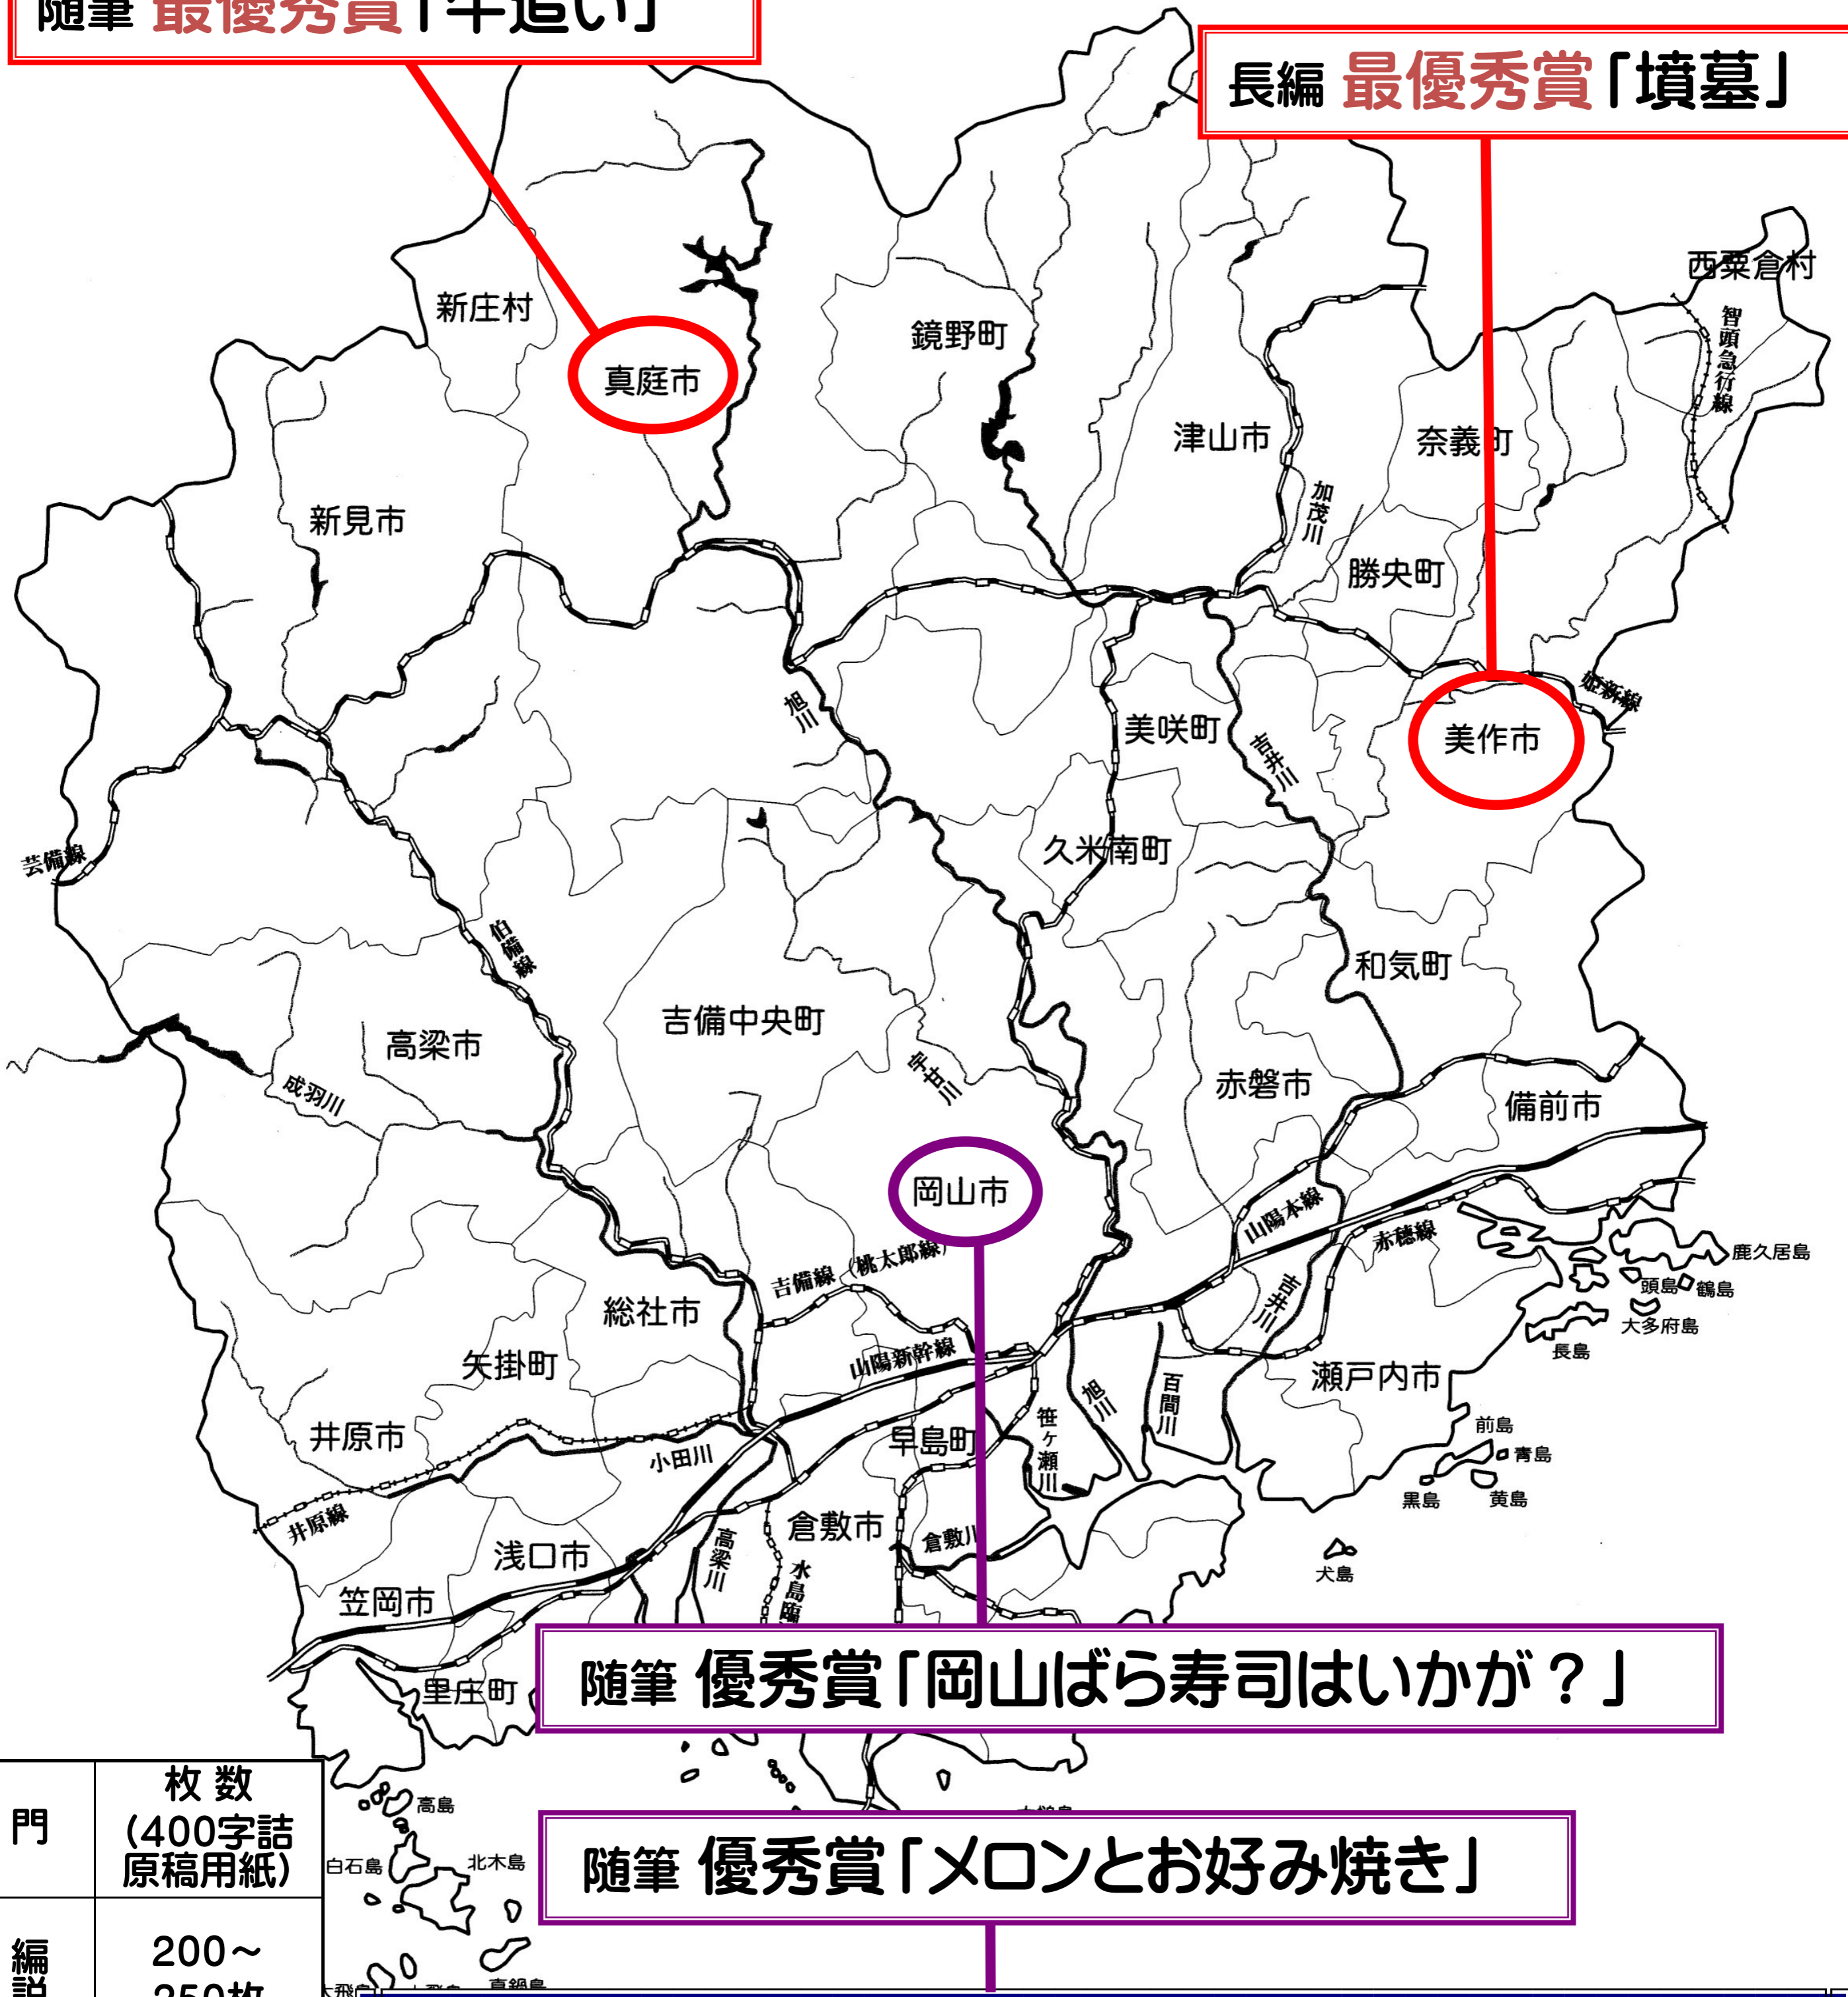 随筆 最優秀賞「牛追い」
長編 最優秀賞「墳墓」
西粟倉村
智頭急行線
新庄村
鏡野町
真庭市
津山市
奈義町
新見市
加茂川
勝央町
姫新線
旭川
美咲町
吉井川
美作市
久米南町
芸備線
伯備線
和気町
吉備中央町
高梁市
宇甘川
成羽川
赤磐市
備前市
岡山市
山陽本線
赤穂線
鹿久居島
吉備線(桃太郎線)
頭島
鶴島
総社市
吉井川
大多府島
長島
矢掛町
山陽新幹線
瀬戸内市
旭川
百間川
井原市
早島町
笹ヶ瀬川
前島
小田川
青島
黒島
黄島
井原線
倉敷市
倉敷川
浅口市
高梁川
水島臨
犬島
笠岡市
随筆 優秀賞「岡山ばら寿司はいかが？」
里庄町
門
枚数
(400字詰
原稿用紙)
高島
白石島
北木島
随筆 優秀賞「メロンとお好み焼き」
編
説
200～
250枚
真鍋島